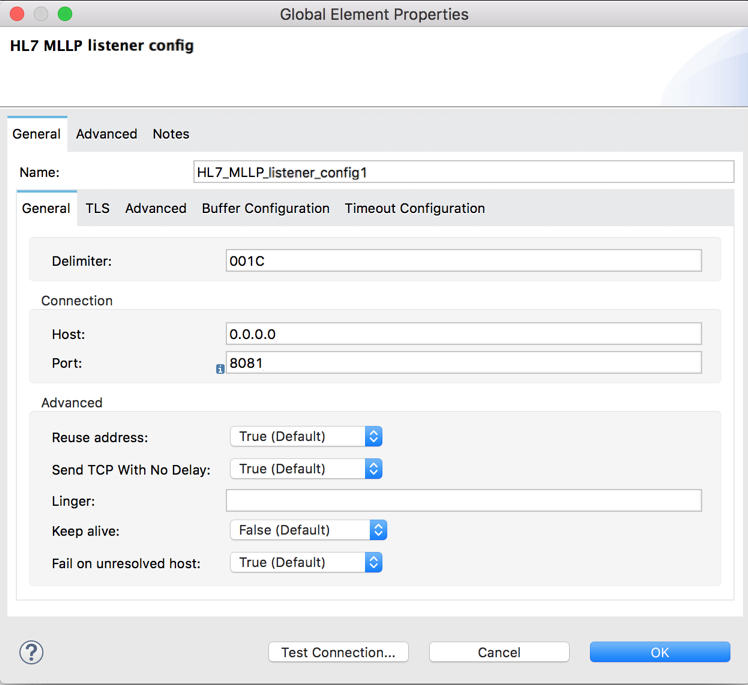 Global Element Properties
HL7 MLLP listener config
General Advanced Notes
Name: HL7_MLLP_listener_config1
General TLS Advanced Buffer Configuration Timeout Configuration
Delimiter: 001C
Connection
Host: 0.0.0.0
Port: 8081
Advanced
Reuse address: True (Default)
Send TCP With No Delay: True (Default)
Linger:
Keep alive: False (Default)
Fail on unresolved host: True (Default)
? Test Connection... Cancel OK